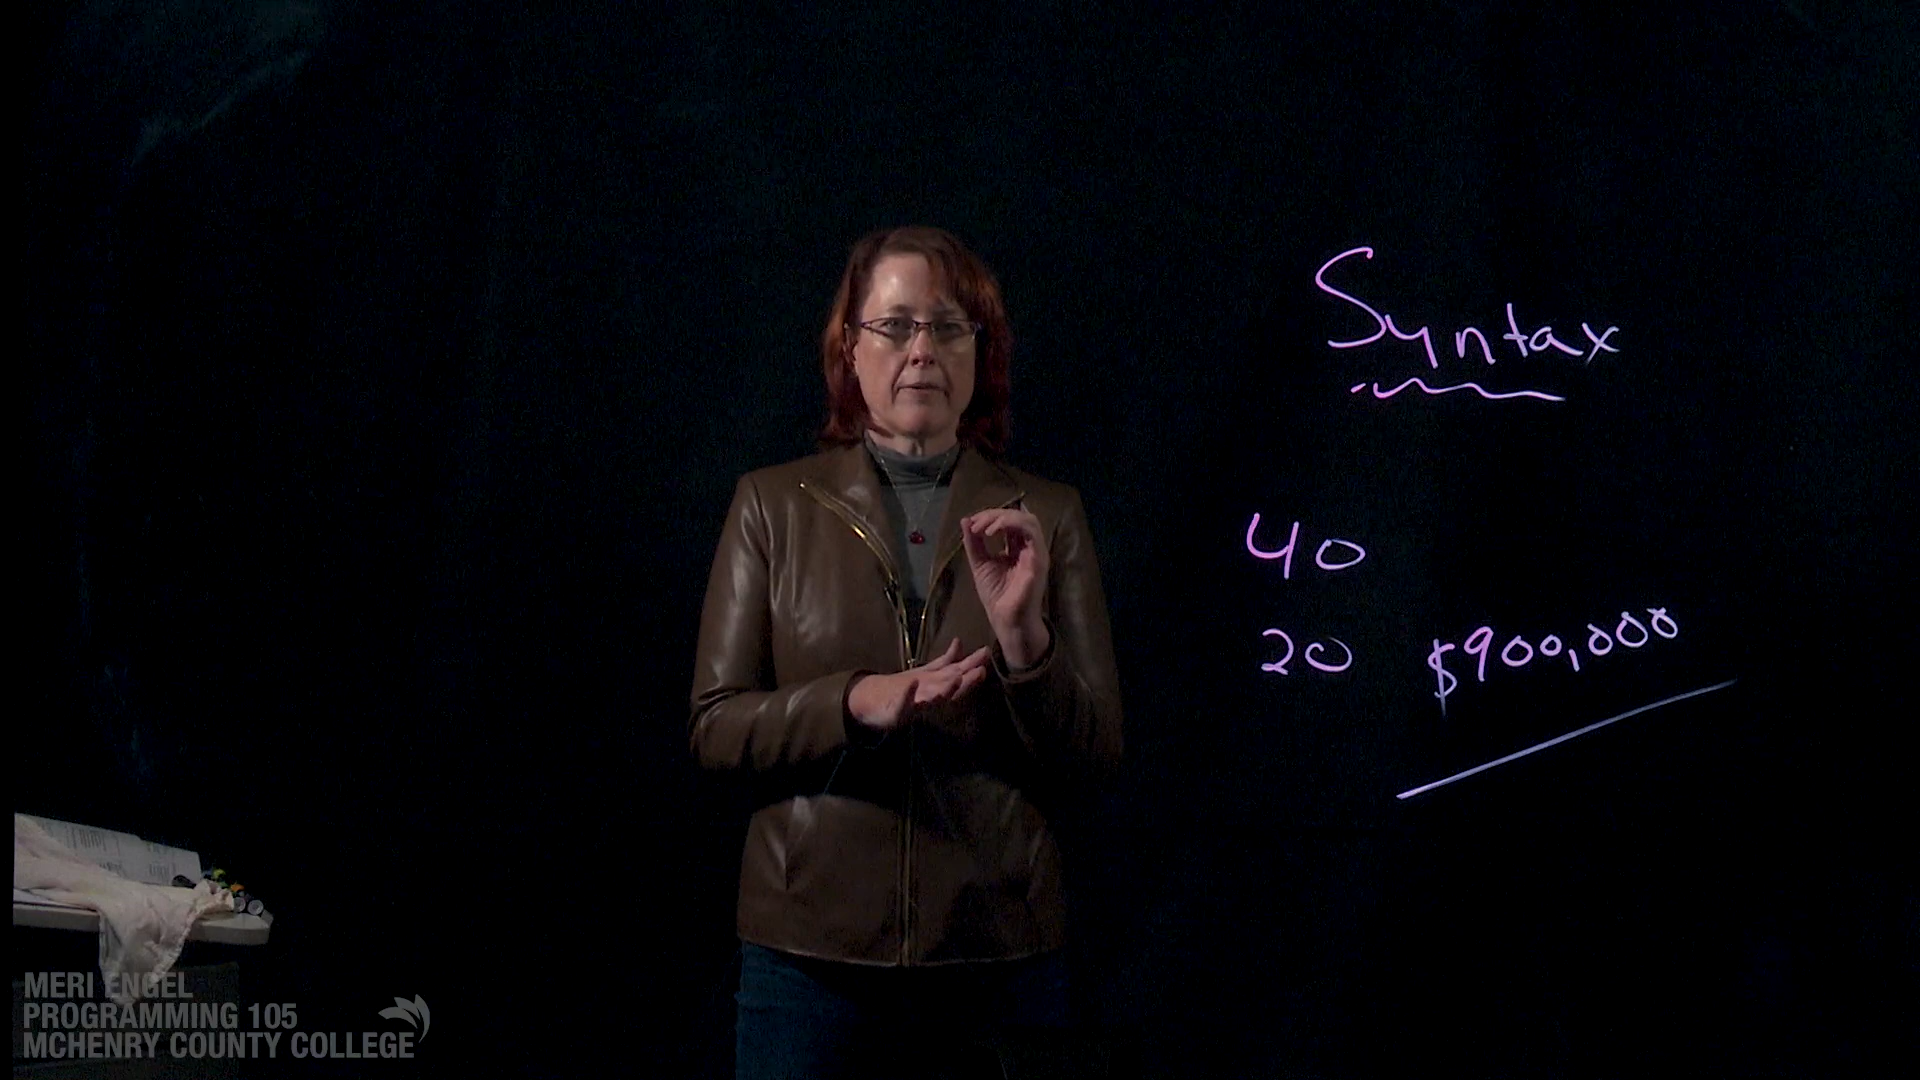 Syntax
40
20 $900,000
MERI ENGEL
PROGRAMMING 105
MCHENRY COUNTY COLLEGE